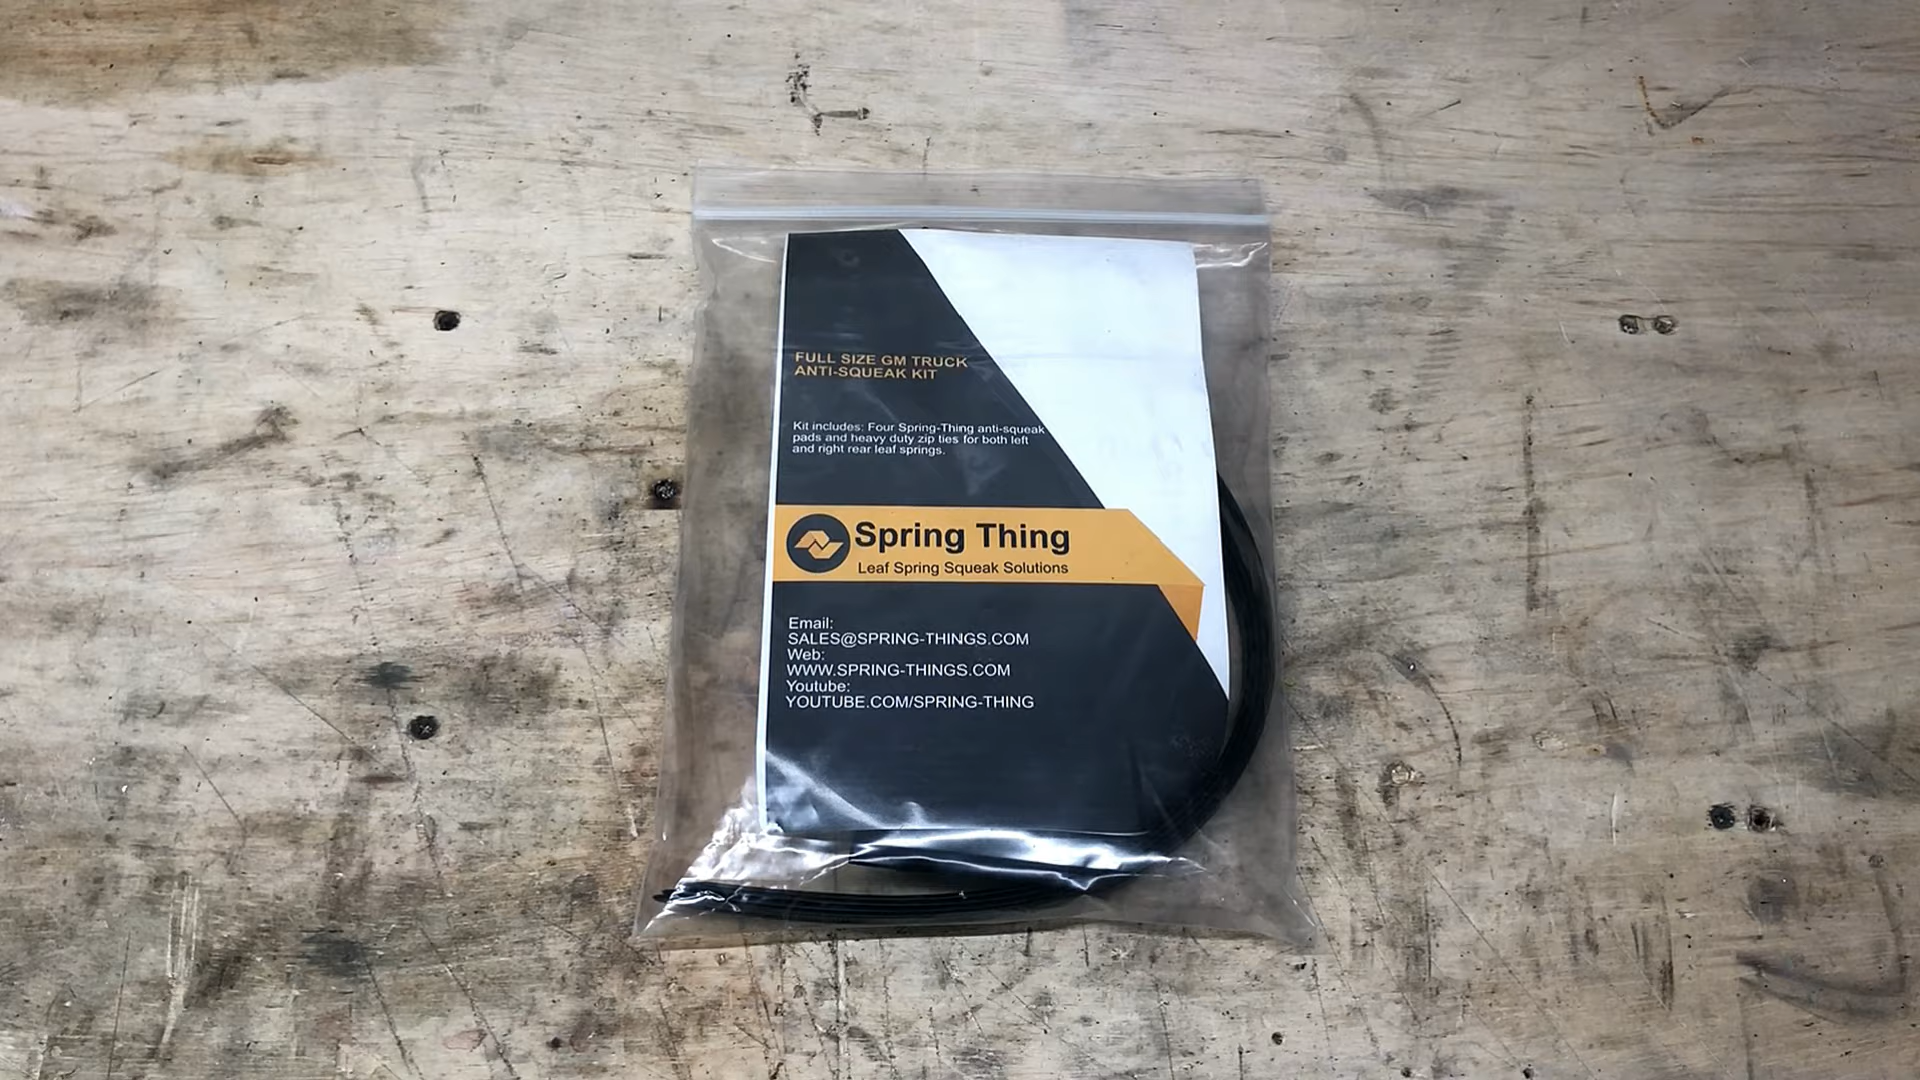 FULL SIZE GM TRUCK
ANTI-SQUEAK KIT
Kit includes: Four Spring-Thing anti-squeak
pads and heavy duty zip ties for both left
and right rear leaf springs.
Spring Thing
Leaf Spring Squeak Solutions
Email:
SALES@SPRING-THINGS.COM
Web:
WWW.SPRING-THINGS.COM
Youtube:
YOUTUBE.COM/SPRING-THING